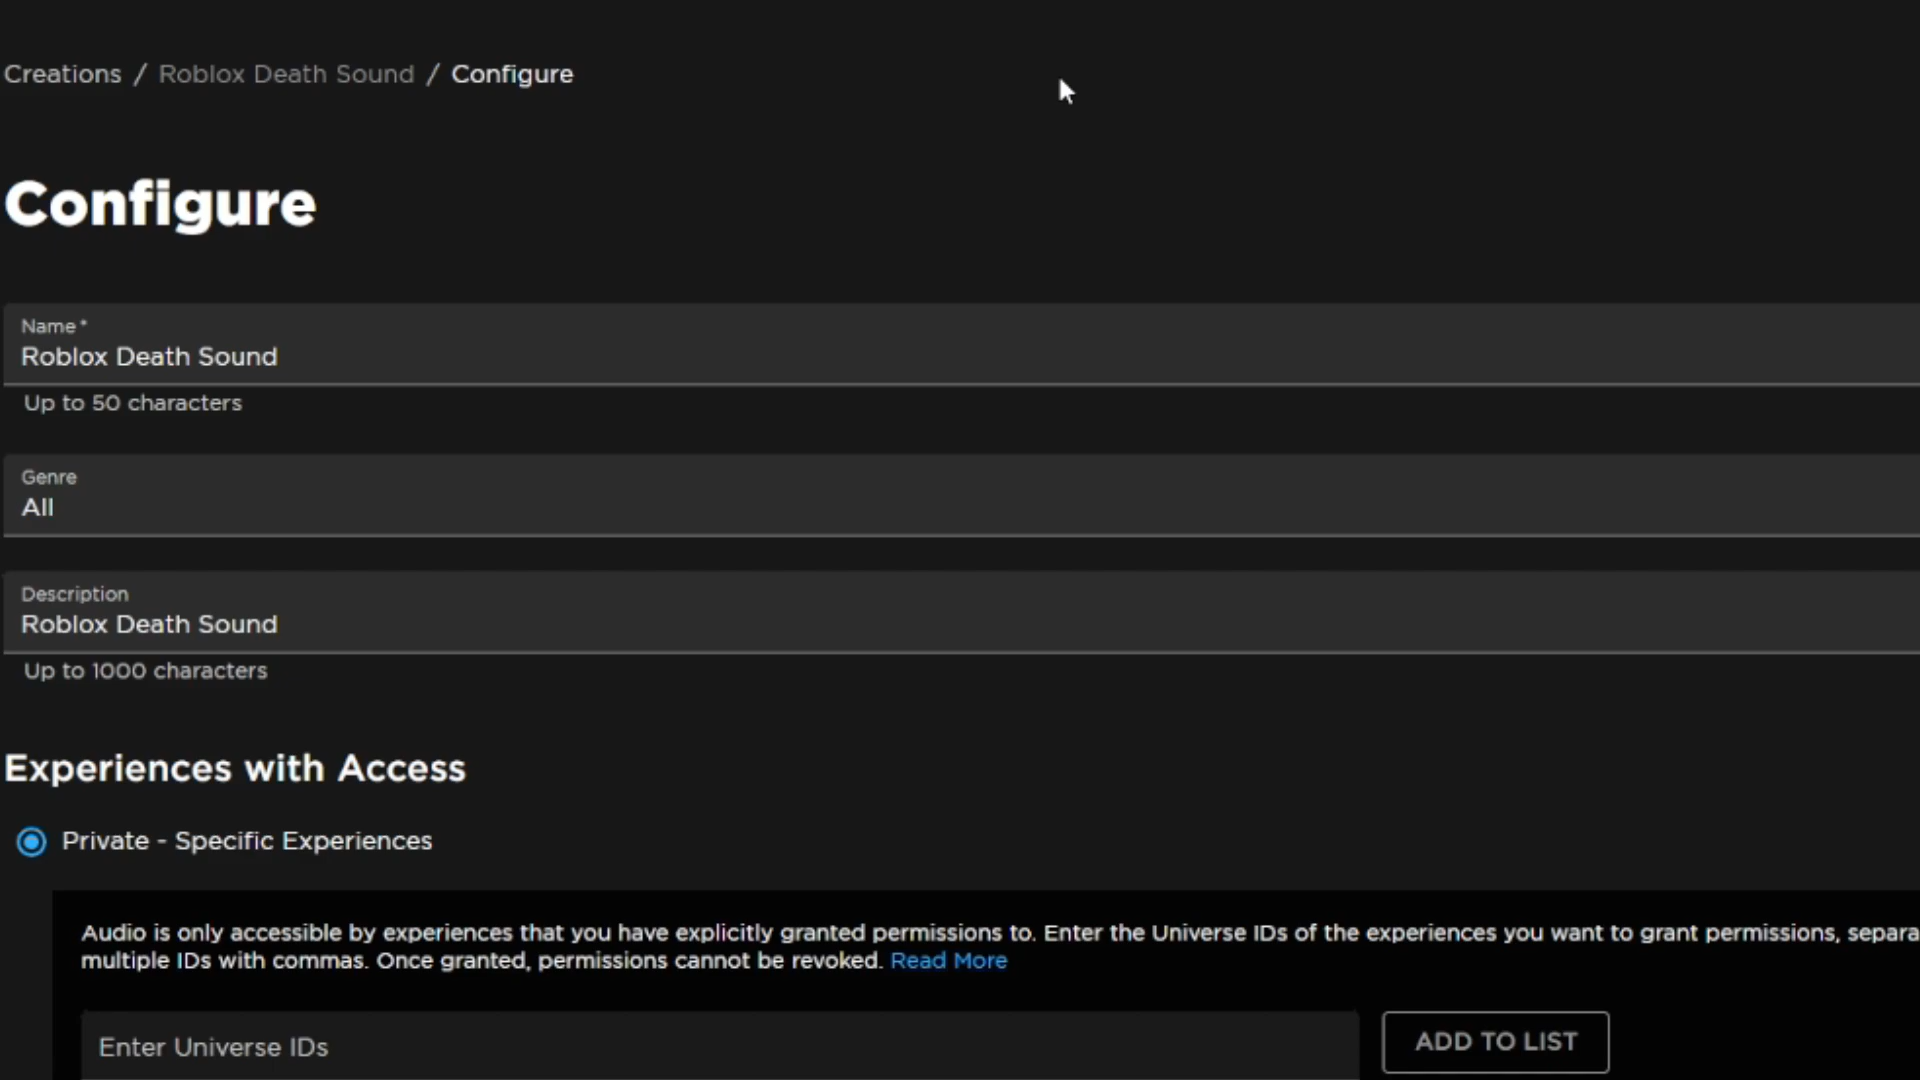 Creations / Roblox Death Sound / Configure
Configure
Name*
Roblox Death Sound
Up to 50 characters
Genre
All
Description
Roblox Death Sound
Up to 1000 characters
Experiences with Access
Private - Specific Experiences
Audio is only accessible by experiences that you have explicitly granted permissions to. Enter the Universe IDs of the experiences you want to grant permissions, separa
multiple IDs with commas. Once granted, permissions cannot be revoked. Read More
Enter Universe IDs
ADD TO LIST